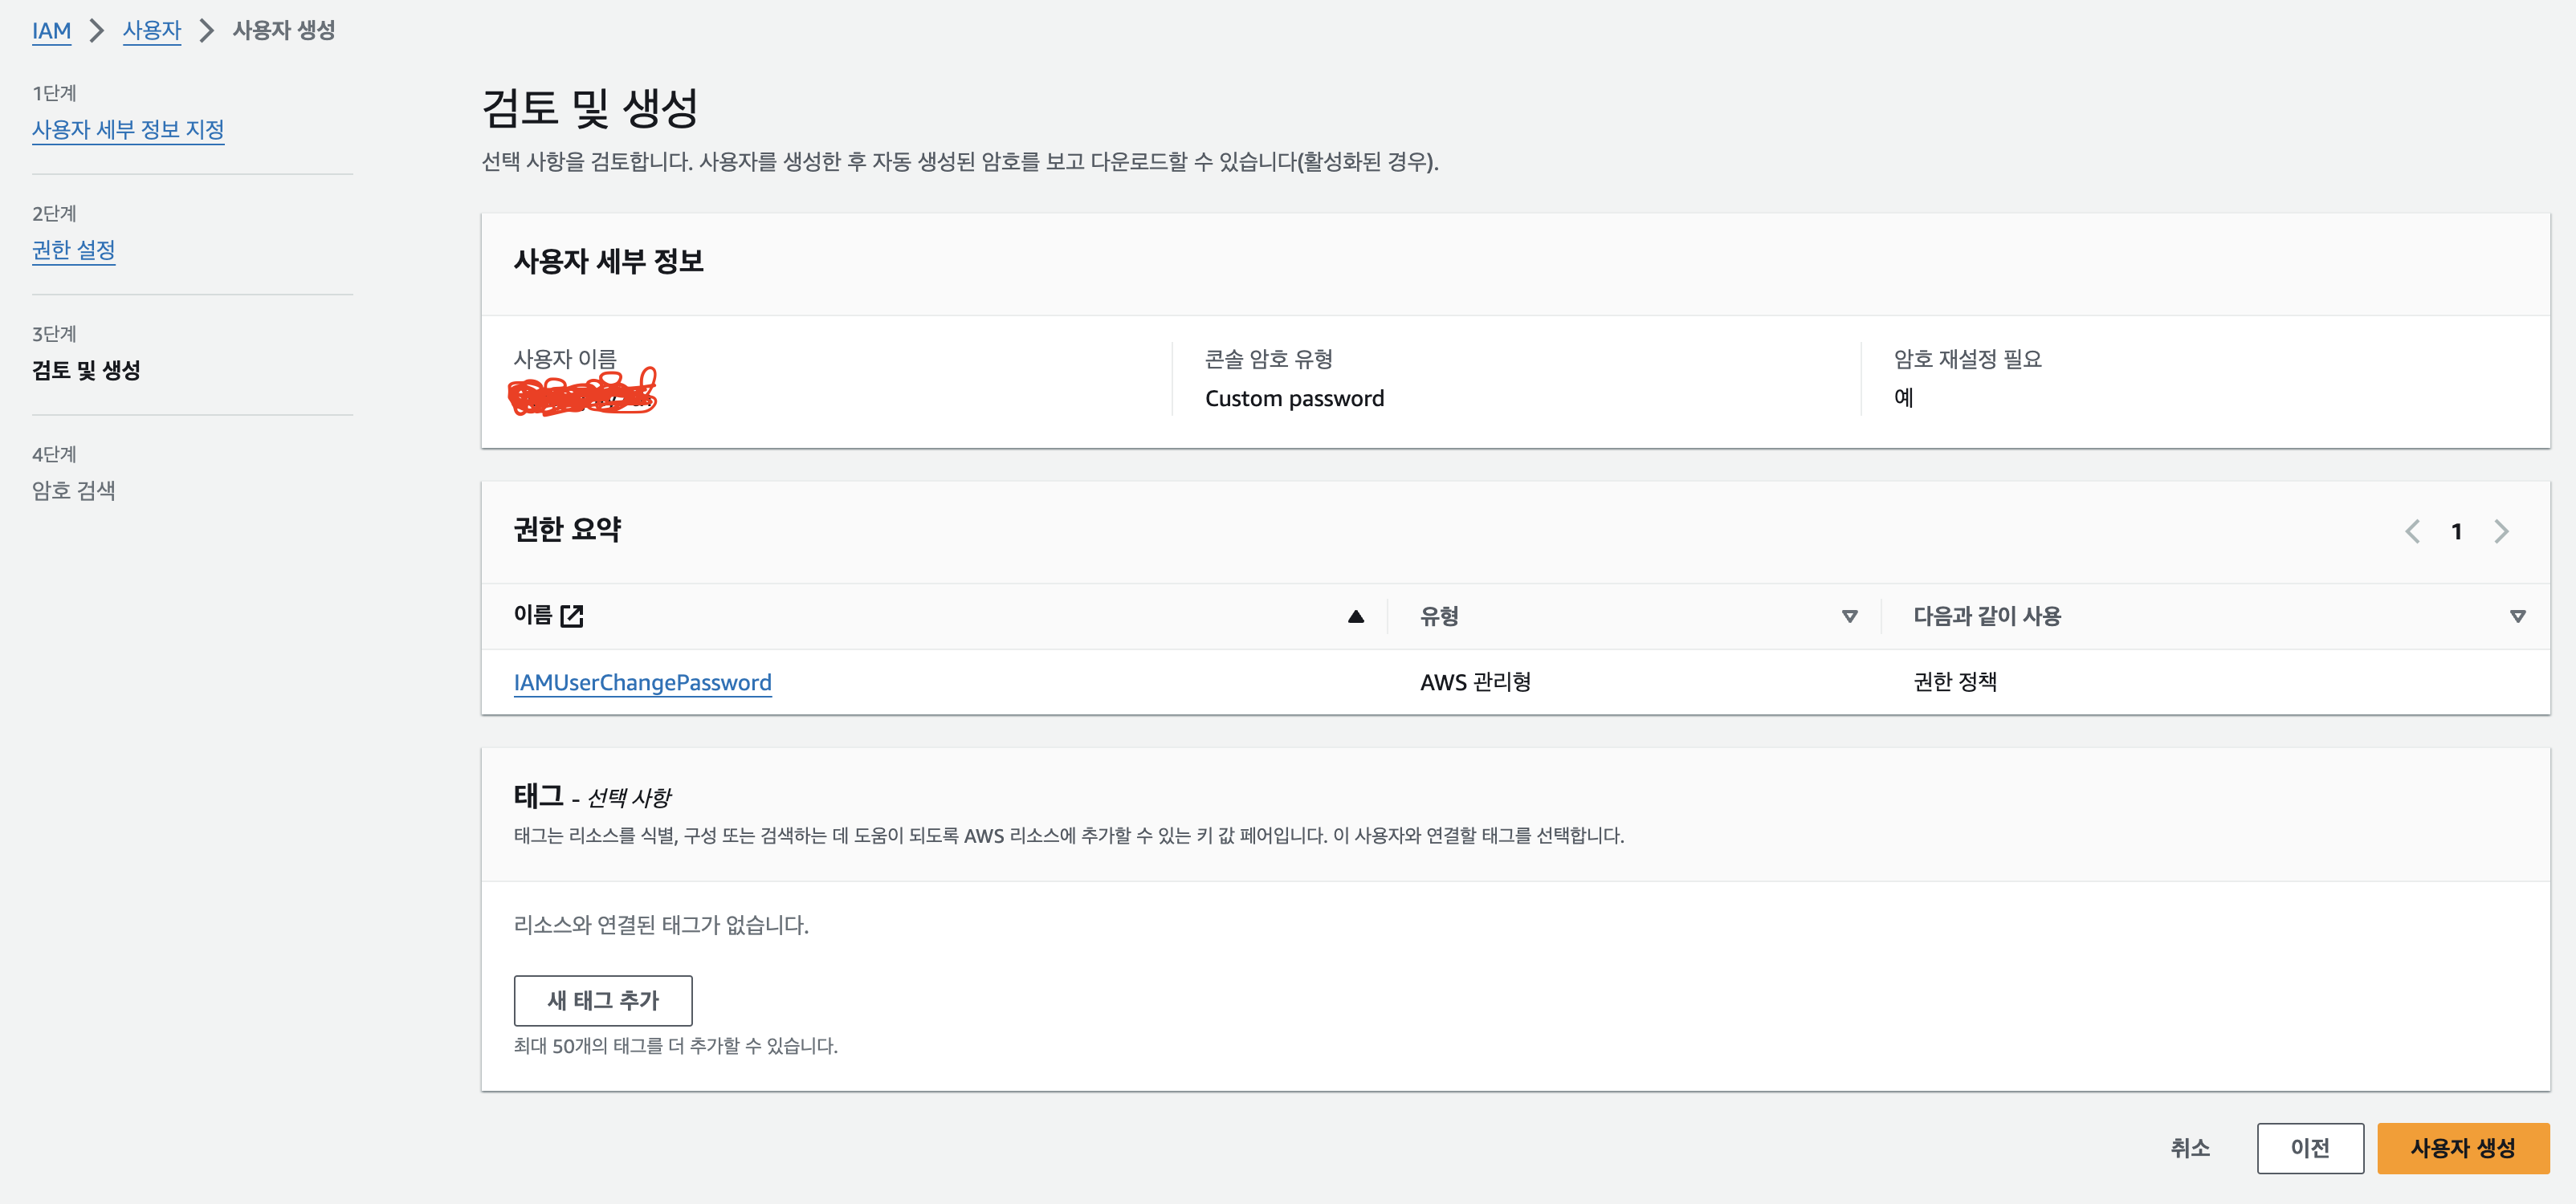 IAM > 사용자 > 사용자 생성
1단계
사용자 세부 정보 지정
2단계
권한 설정
3단계
검토 및 생성
4단계
암호 검색
검토 및 생성
선택 사항을 검토합니다. 사용자를 생성한 후 자동 생성된 암호를 보고 다운로드할 수 있습니다(활성화된 경우).
사용자 세부 정보
사용자 이름
콘솔 암호 유형
Custom password
암호 재설정 필요
예
권한 요약
1
이름 유형 다음과 같이 사용
IAMUserChangePassword AWS 관리형 권한 정책
태그 - 선택 사항
태그는 리소스를 식별, 구성 또는 검색하는 데 도움이 되도록 AWS 리소스에 추가할 수 있는 키 값 페어입니다. 이 사용자와 연결할 태그를 선택합니다.
리소스와 연결된 태그가 없습니다.
새 태그 추가
최대 50개의 태그를 더 추가할 수 있습니다.
취소 이전 사용자 생성